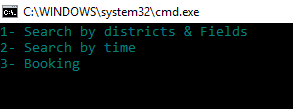 C:\WINDOWS\system32\cmd.exe
1- Search by districts & Fields
2- Search by time
3- Booking